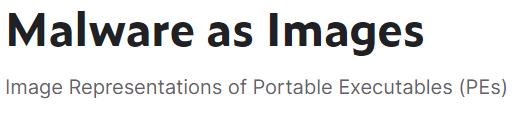 Malware as Images
Image Representations of Portable Executables (PEs)